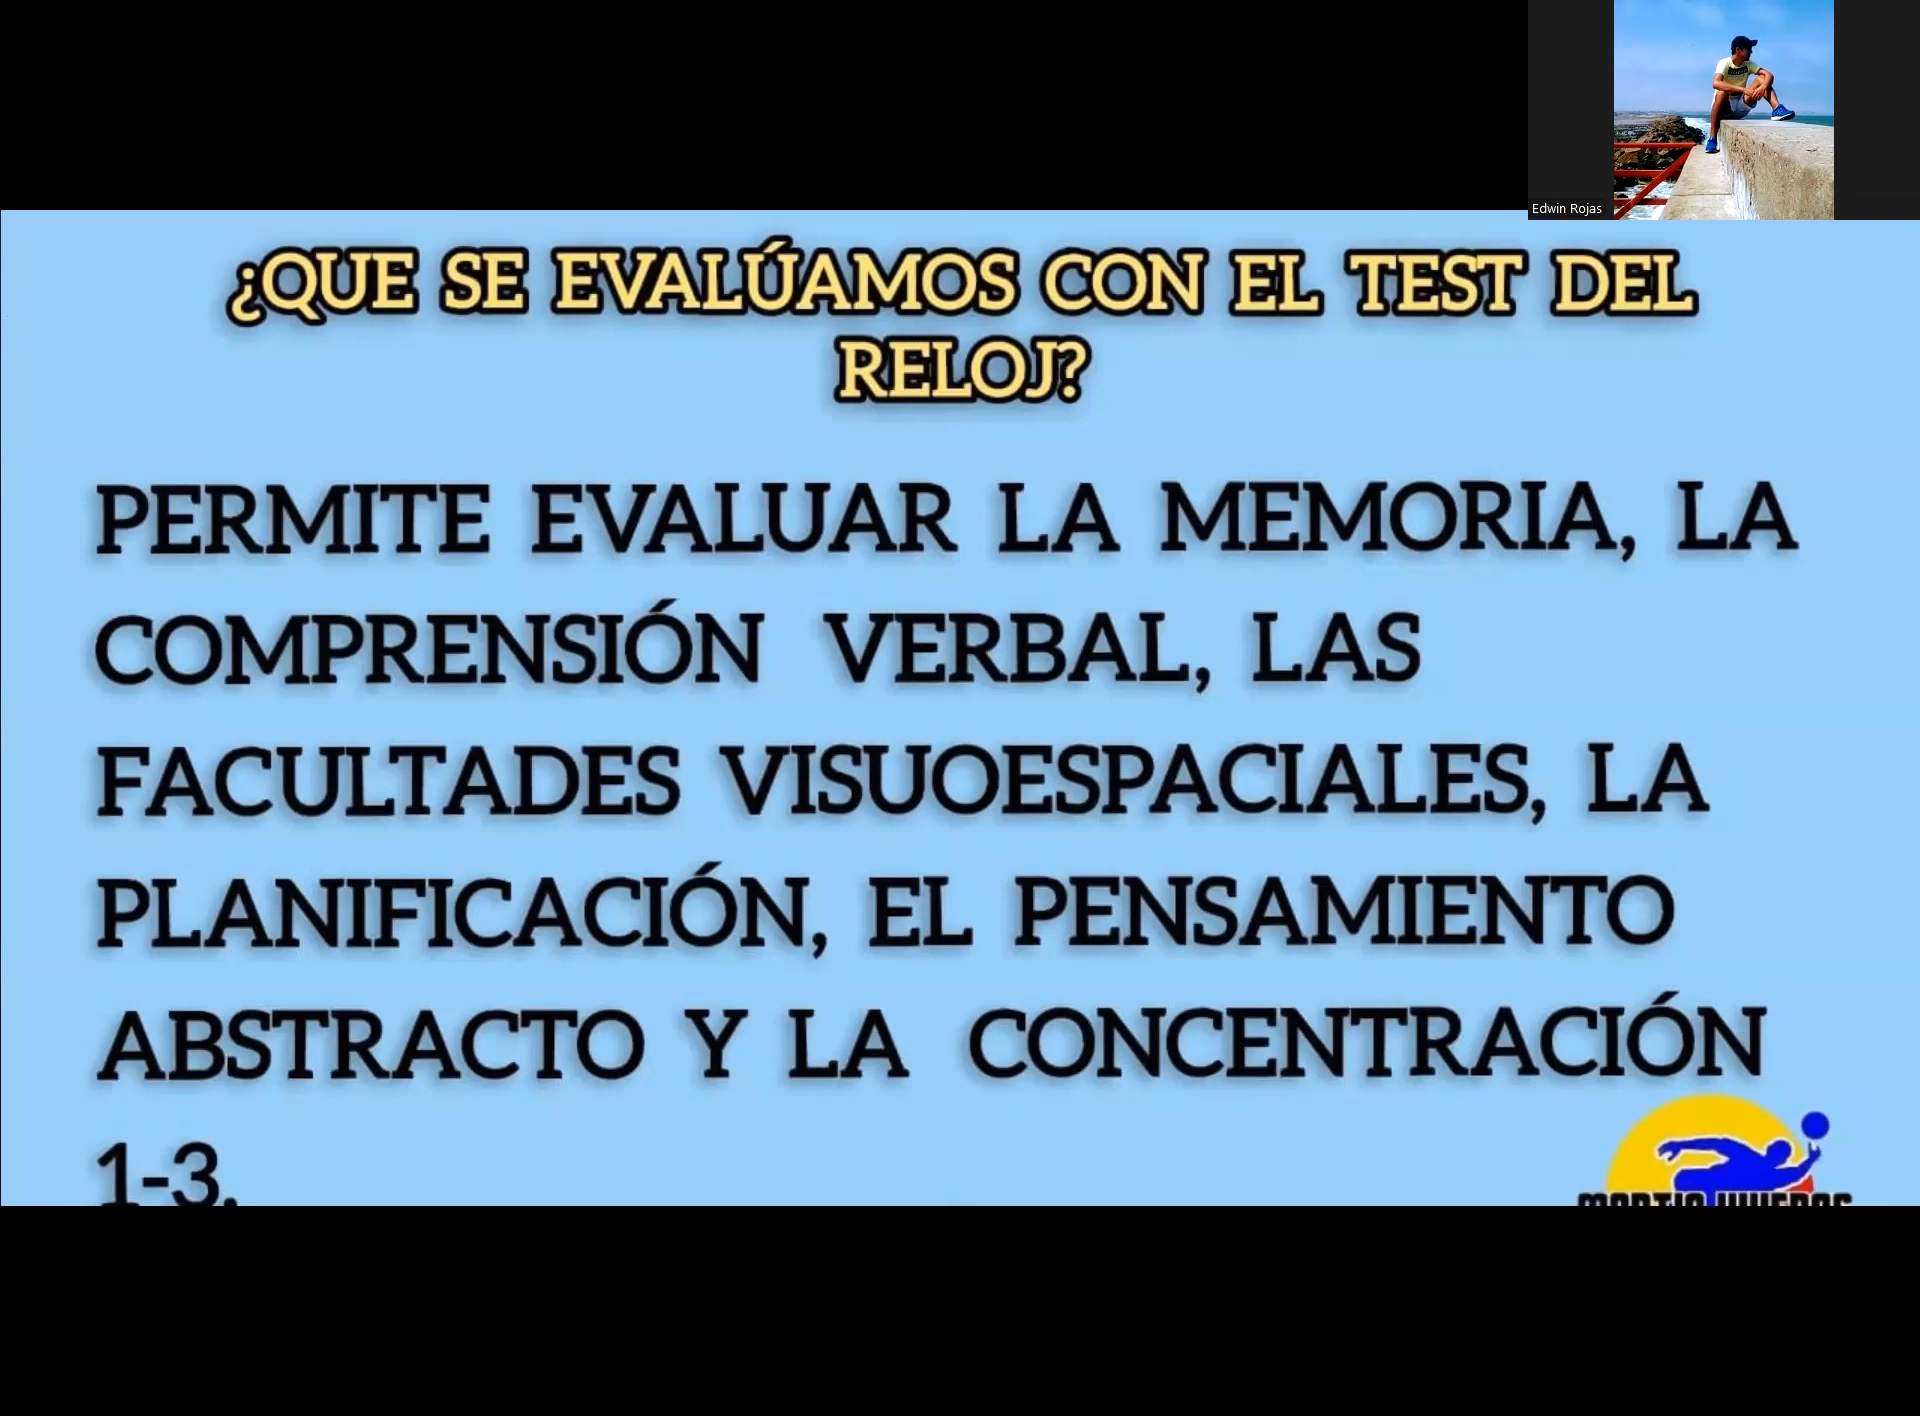 Edwin Rojas
¿QUE SE EVALÚAMOS CON EL TEST DEL
RELOJ?
PERMITE EVALUAR LA MEMORIA, LA
COMPRENSIÓN VERBAL, LAS
FACULTADES VISUOESPACIALES, LA
PLANIFICACIÓN, EL PENSAMIENTO
ABSTRACTO Y LA CONCENTRACIÓN
1-3.